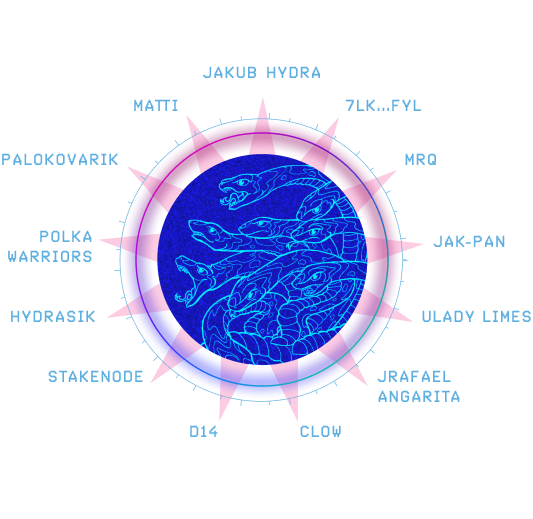 JAKUB HYDRA
MATTI
7LK...FYL
PALOKOVARIK
MRQ
POLKA
WARRIORS
JAK-PAN
HYDRASIK
ULADY LIMES
STAKENODE
JRAFAEL
ANGARITA
D14
CLOW